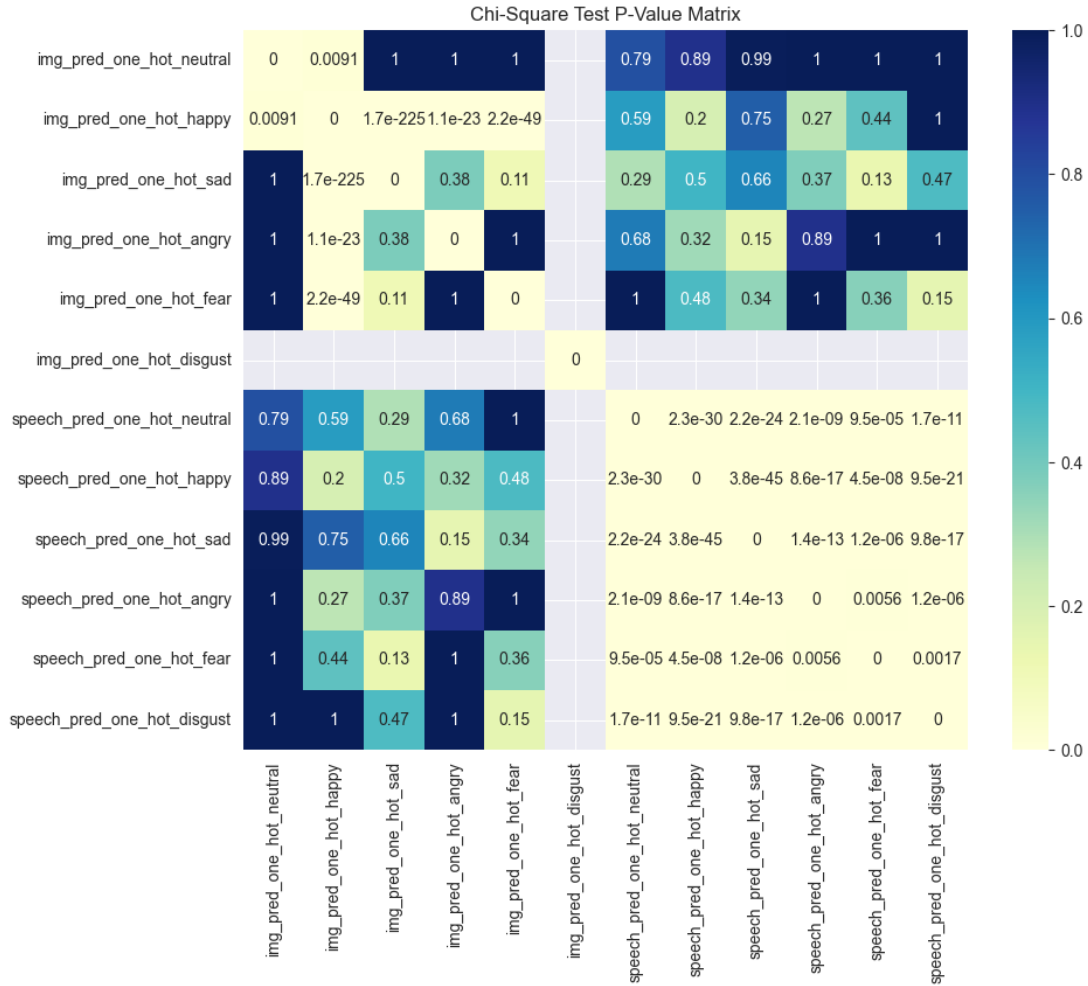 Chi-Square Test P-Value Matrix
img_pred_one_hot_neutral 0 0.0091 1 1 1 0.79 0.89 0.99 1 1 1
img_pred_one_hot_happy 0.0091 0 1.7e-225 1.1e-23 2.2e-49 0.59 0.2 0.75 0.27 0.44 1
img_pred_one_hot_sad 1 1.7e-225 0 0.38 0.11 0.29 0.5 0.66 0.37 0.13 0.47
img_pred_one_hot_angry 1 1.1e-23 0.38 0 1 0.68 0.32 0.15 0.89 1 1
img_pred_one_hot_fear 1 2.2e-49 0.11 1 0 1 0.48 0.34 1 0.36 0.15
img_pred_one_hot_disgust 0
speech_pred_one_hot_neutral 0.79 0.59 0.29 0.68 1 0 2.3e-30 2.2e-24 2.1e-09 9.5e-05 1.7e-11
speech_pred_one_hot_happy 0.89 0.2 0.5 0.32 0.48 2.3e-30 0 3.8e-45 8.6e-17 4.5e-08 9.5e-21
speech_pred_one_hot_sad 0.99 0.75 0.66 0.15 0.34 2.2e-24 3.8e-45 0 1.4e-13 1.2e-06 9.8e-17
speech_pred_one_hot_angry 1 0.27 0.37 0.89 1 2.1e-09 8.6e-17 1.4e-13 0 0.0056 1.2e-06
speech_pred_one_hot_fear 1 0.44 0.13 1 0.36 9.5e-05 4.5e-08 1.2e-06 0.0056 0 0.0017
speech_pred_one_hot_disgust 1 1 0.47 1 0.15 1.7e-11 9.5e-21 9.8e-17 1.2e-06 0.0017 0
img_pred_one_hot_neutral
img_pred_one_hot_happy
img_pred_one_hot_sad
img_pred_one_hot_angry
img_pred_one_hot_fear
img_pred_one_hot_disgust
speech_pred_one_hot_neutral
speech_pred_one_hot_happy
speech_pred_one_hot_sad
speech_pred_one_hot_angry
speech_pred_one_hot_fear
speech_pred_one_hot_disgust
1.0
0.8
0.6
0.4
0.2
0.0